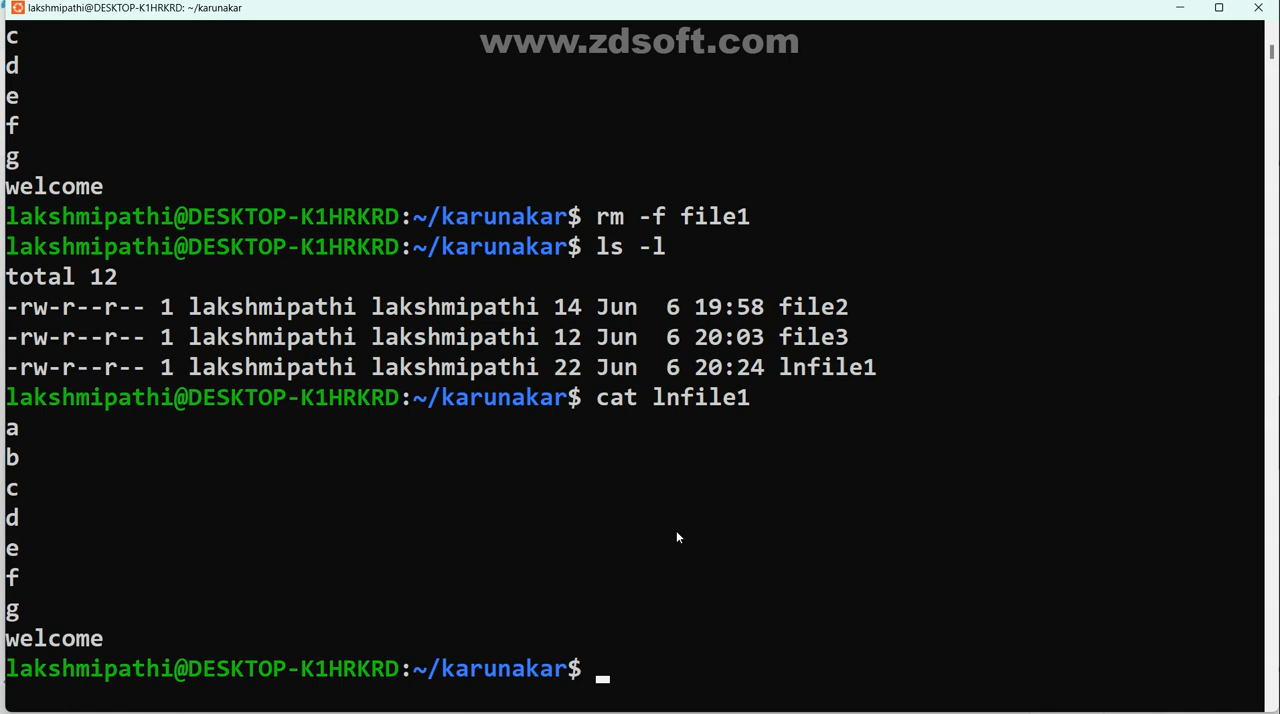 lakshmipathi@DESKTOP-K1HRKRD: ~/karunakar
www.zdsoft.com
c
d
e
f
g
welcome
lakshmipathi@DESKTOP-K1HRKRD:~/karunakar$ rm -f file1
lakshmipathi@DESKTOP-K1HRKRD:~/karunakar$ ls -l
total 12
-rw-r--r-- 1 lakshmipathi lakshmipathi 14 Jun  6 19:58 file2
-rw-r--r-- 1 lakshmipathi lakshmipathi 12 Jun  6 20:03 file3
-rw-r--r-- 1 lakshmipathi lakshmipathi 22 Jun  6 20:24 lnfile1
lakshmipathi@DESKTOP-K1HRKRD:~/karunakar$ cat lnfile1
a
b
c
d
e
f
g
welcome
lakshmipathi@DESKTOP-K1HRKRD:~/karunakar$